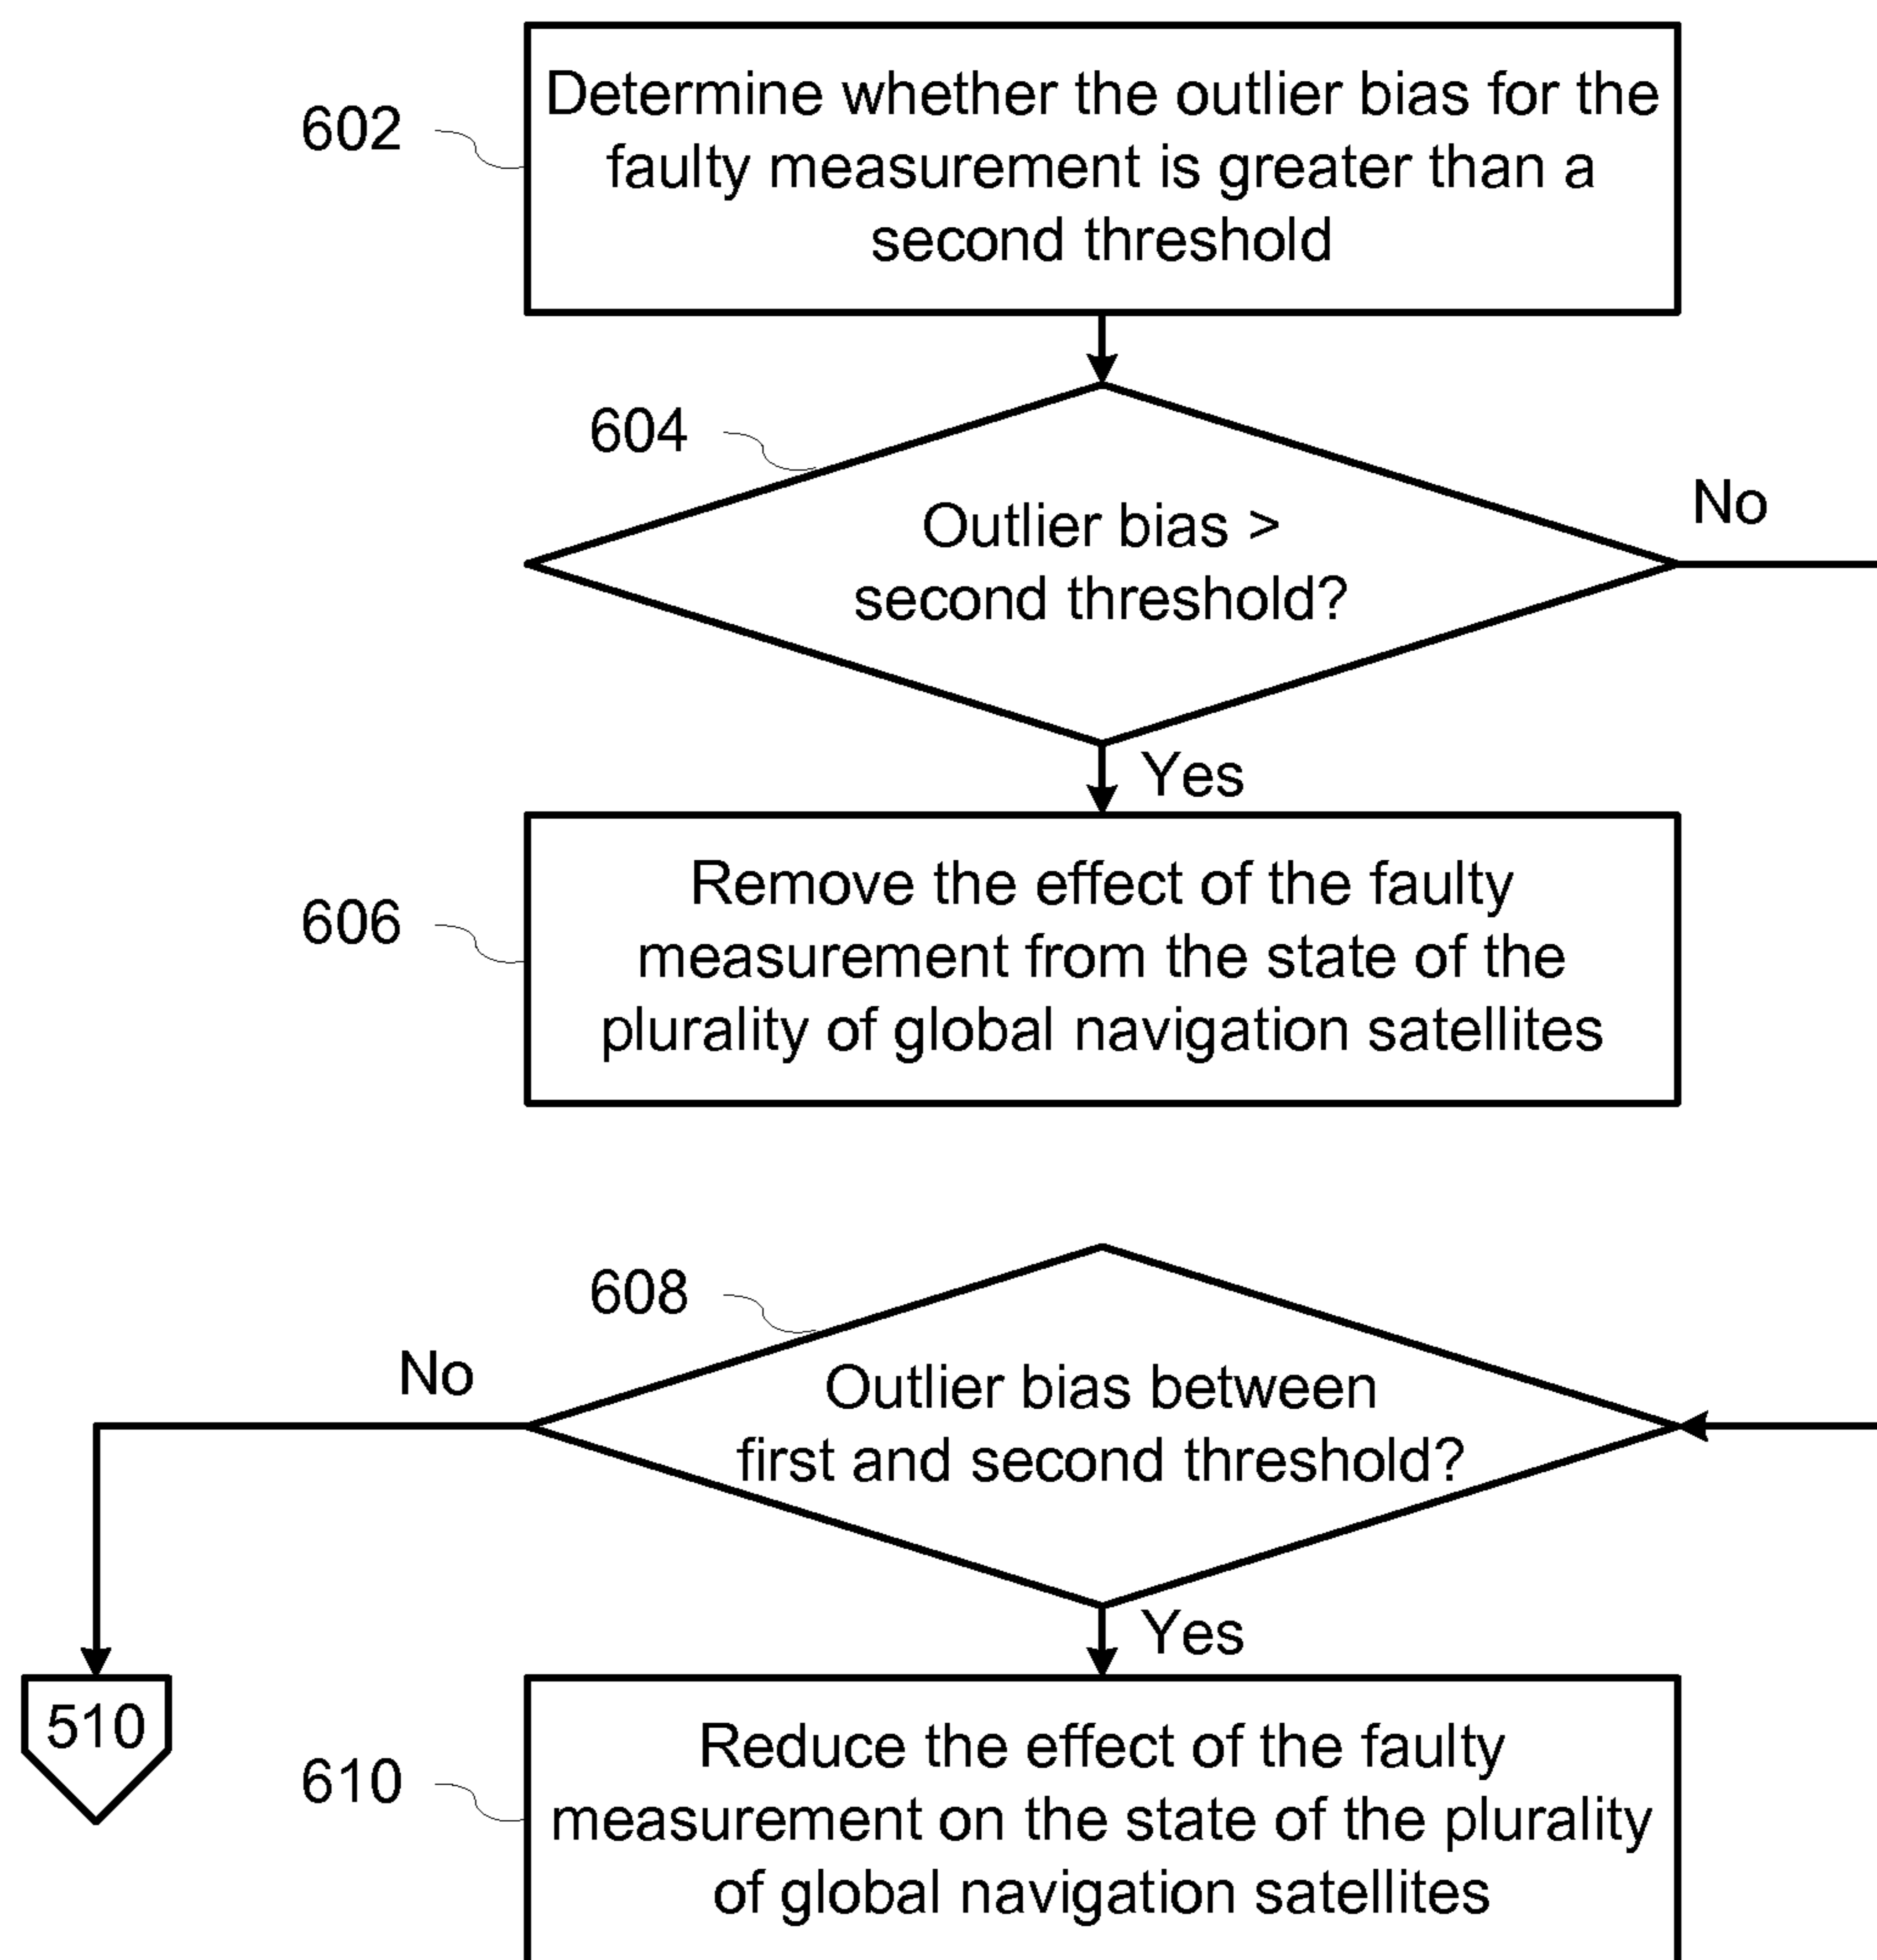 602
Determine whether the outlier bias for the
faulty measurement is greater than a
second threshold
604
Outlier bias >
second threshold?
No
Yes
606
Remove the effect of the faulty
measurement from the state of the
plurality of global navigation satellites
608
Outlier bias between
first and second threshold?
No
Yes
510
610
Reduce the effect of the faulty
measurement on the state of the plurality
of global navigation satellites